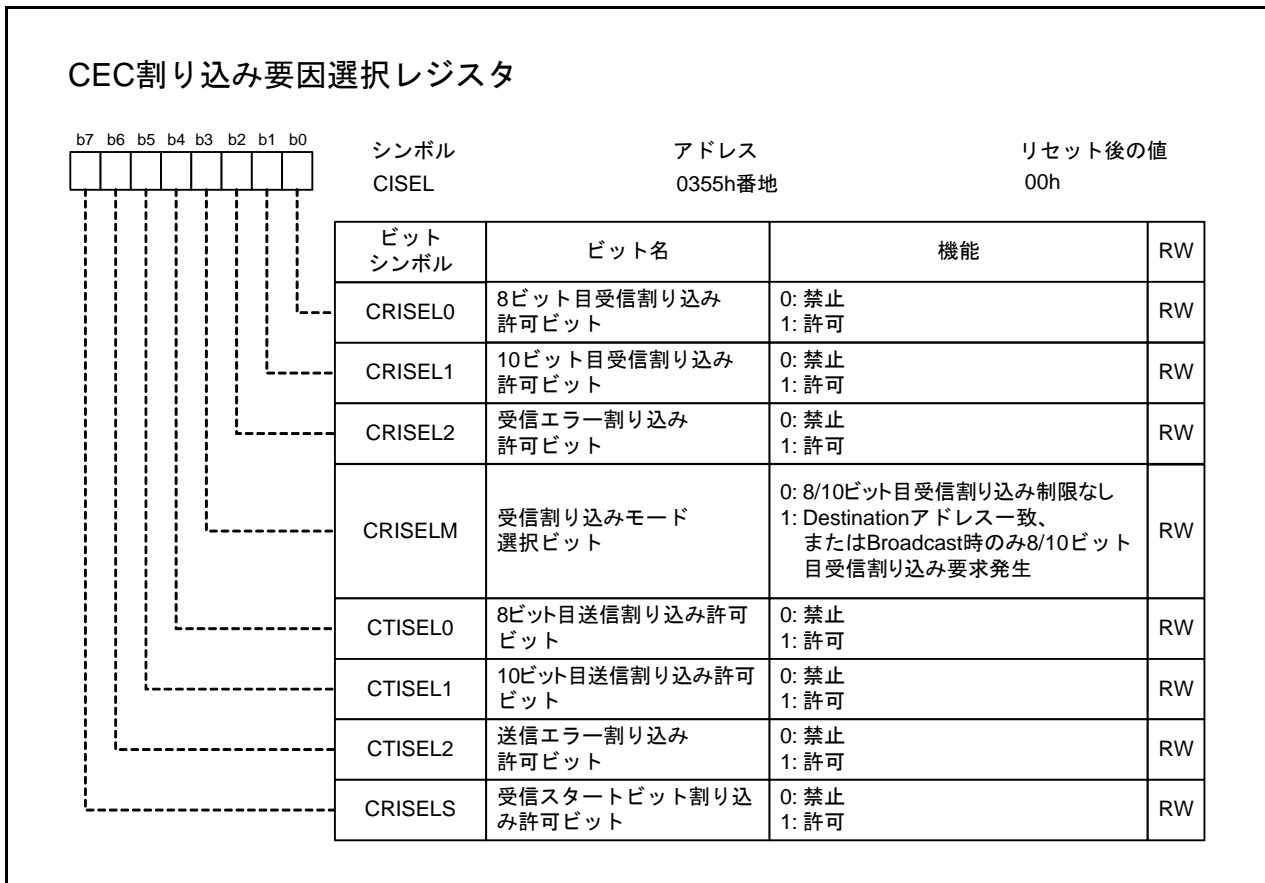 CEC割り込み要因選択レジスタ
b7 b6 b5 b4 b3 b2 b1 b0
シンボル アドレス リセット後の値
CISEL 0355h番地 00h
ビット
シンボル
ビット名
機能
RW
CRISEL0
8ビット目受信割り込み
許可ビット
0: 禁止
1: 許可
RW
CRISEL1
10ビット目受信割り込み
許可ビット
0: 禁止
1: 許可
RW
CRISEL2
受信エラー割り込み
許可ビット
0: 禁止
1: 許可
RW
CRISELM
受信割り込みモード
選択ビット
0: 8/10ビット目受信割り込み制限なし
1: Destinationアドレス一致、
またはBroadcast時のみ8/10ビット
目受信割り込み要求発生
RW
CTISEL0
8ビット目送信割り込み許可
ビット
0: 禁止
1: 許可
RW
CTISEL1
10ビット目送信割り込み許可
ビット
0: 禁止
1: 許可
RW
CTISEL2
送信エラー割り込み
許可ビット
0: 禁止
1: 許可
RW
CRISELS
受信スタートビット割り込
み許可ビット
0: 禁止
1: 許可
RW